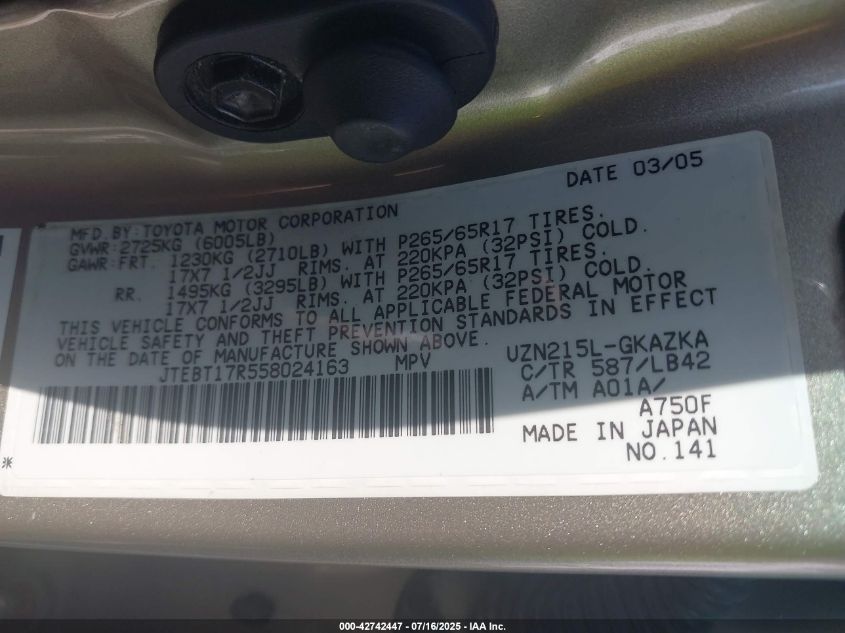 DATE 03/05
MFD. BY: TOYOTA MOTOR CORPORATION
GVWR: 2725KG (6005LB)
GAWR: FRT. 1230KG (2710LB) WITH P265/65R17 TIRES.
17X7 1/2JJ RIMS. AT 220KPA (32PSI) COLD.
RR. 1495KG (3295LB) WITH P265/65R17 TIRES.
17X7 1/2JJ RIMS. AT 220KPA (32PSI) COLD.
THIS VEHICLE CONFORMS TO ALL APPLICABLE FEDERAL MOTOR
VEHICLE SAFETY AND THEFT PREVENTION STANDARDS IN EFFECT
ON THE DATE OF MANUFACTURE SHOWN ABOVE.
JTEBT17R558024163 MPV
UZN215L-GKAZKA
C/TR 587/LB42
A/TM A01A/
A750F
MADE IN JAPAN
NO. 141
*
000-42742447 - 07/16/2025 - IAA Inc.